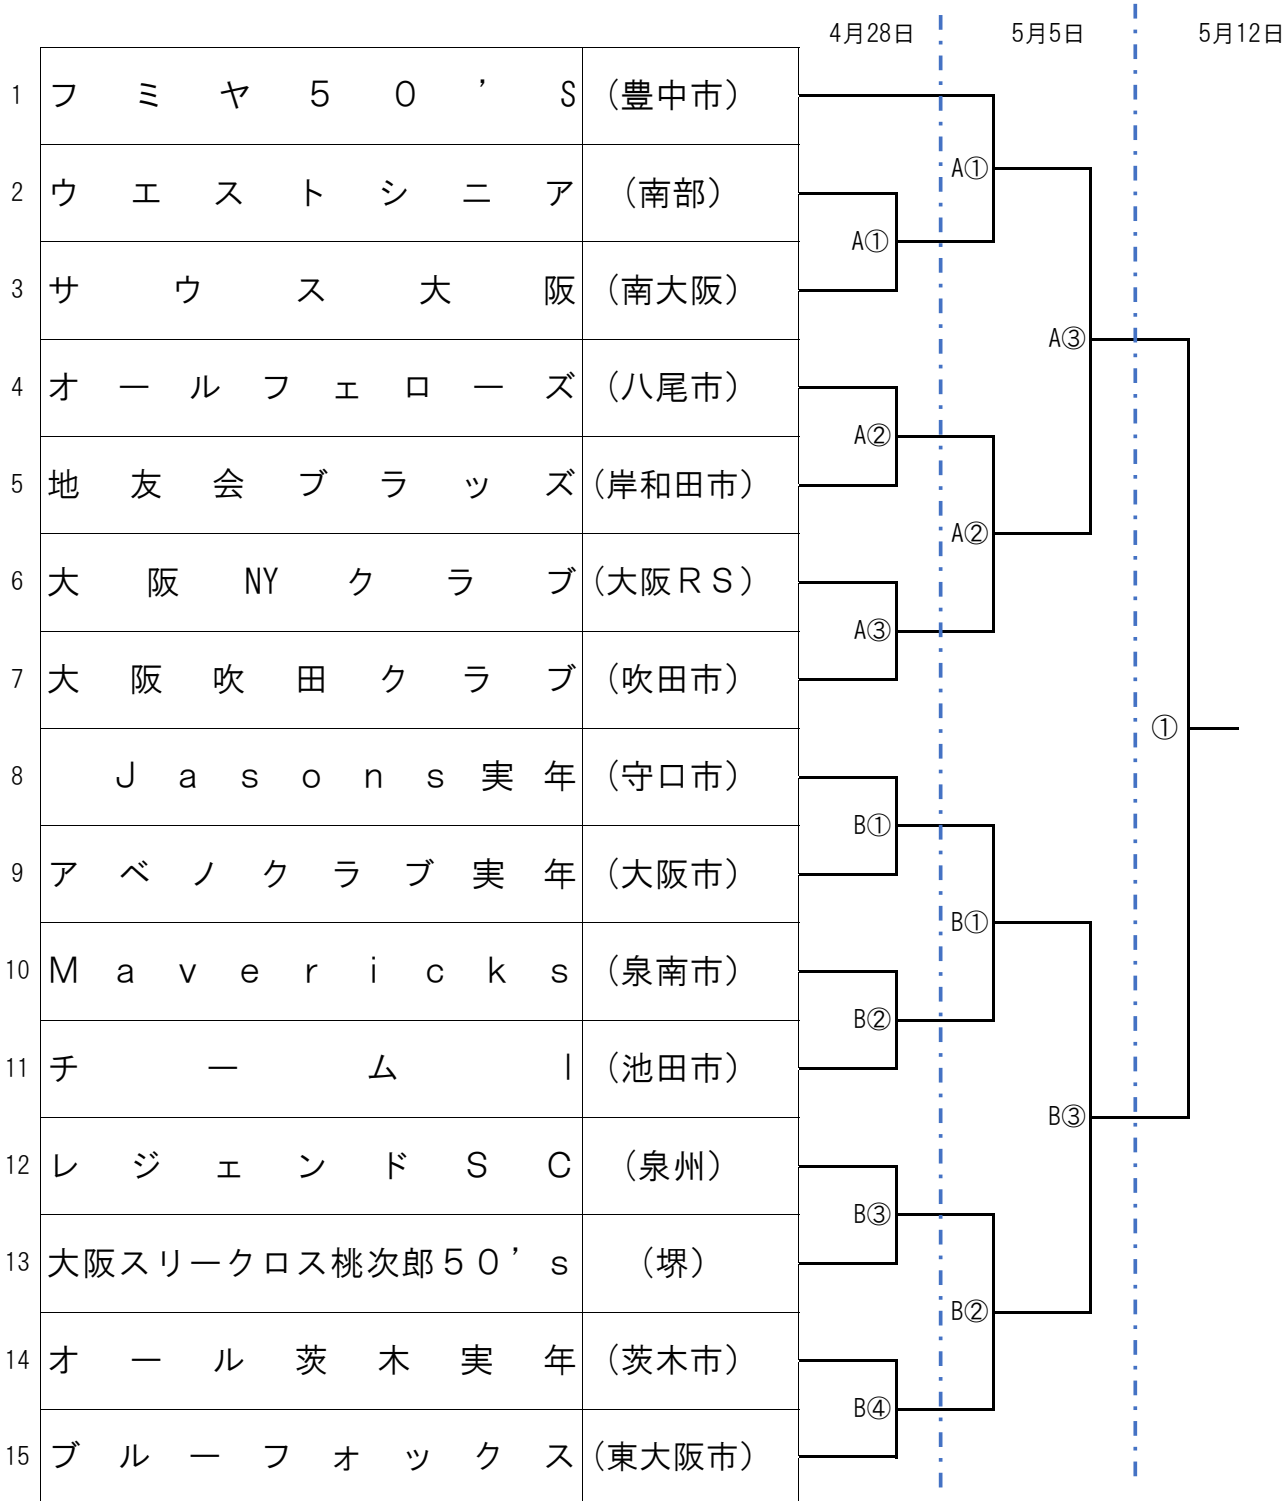 4月28日 5月5日 5月12日
1 フミヤ５０’S (豊中市)
A①
2 ウエストシニア (南部)
A①
3 サウス大阪 (南大阪)
A③
4 オールフェローズ (八尾市)
A②
5 地友会ブラッズ (岸和田市)
A②
6 大阪NYクラブ (大阪ＲＳ)
A③
7 大阪吹田クラブ (吹田市)
①
8 Ｊａｓｏｎｓ実年 (守口市)
B①
9 アベノクラブ実年 (大阪市)
B①
10 Ｍａｖｅｒｉｃｋｓ (泉南市)
B②
11 チームＩ (池田市)
B③
12 レジェンドＳＣ (泉州)
B③
13 大阪スリークロス桃次郎５０’ｓ (堺)
B②
14 オール茨木実年 (茨木市)
B④
15 ブルーフォックス (東大阪市)